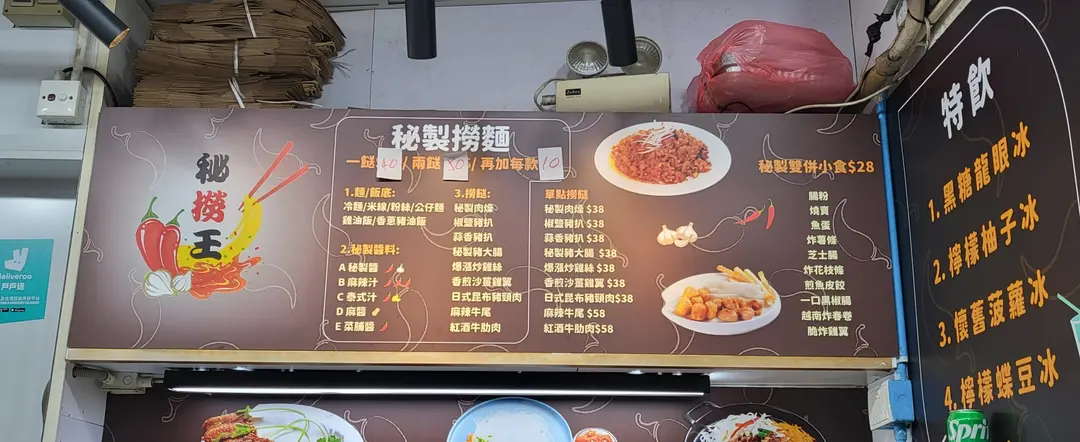 秘撈王
秘製撈麵
一餸40/兩餸50/再加每款10
1.麵/飯底:
冷麵/米線/粉絲/公仔麵
雞油飯/香蔥豬油飯
2.秘製醬料:
A 秘製醬
B 麻辣汁
C 泰式汁
D 麻醬
E 菜脯醬
3.撈餸:
秘製肉燥
椒鹽豬扒
蒜香豬扒
秘製豬大腸
爆漲炒雞絲
香煎沙薑雞翼
日式昆布豬頸肉
麻辣牛尾
紅酒牛肋肉
單點撈餸
秘製肉燥 $38
椒鹽豬扒 $38
蒜香豬扒 $38
秘製豬大腸 $38
爆漲炒雞絲 $38
香煎沙薑雞翼 $38
日式昆布豬頸肉$38
麻辣牛尾 $58
紅酒牛肋肉$58
秘製雙併小食$28
腸粉
燒賣
魚蛋
炸薯條
芝士腸
炸花枝條
煎魚皮餃
一口黑椒腸
越南炸春卷
脆炸雞翼
特飲
1. 黑糖龍眼冰
2. 檸檬柚子冰
3. 懷舊菠蘿冰
4. 檸檬蝶豆冰
deliveroo
戶戶送
Spri